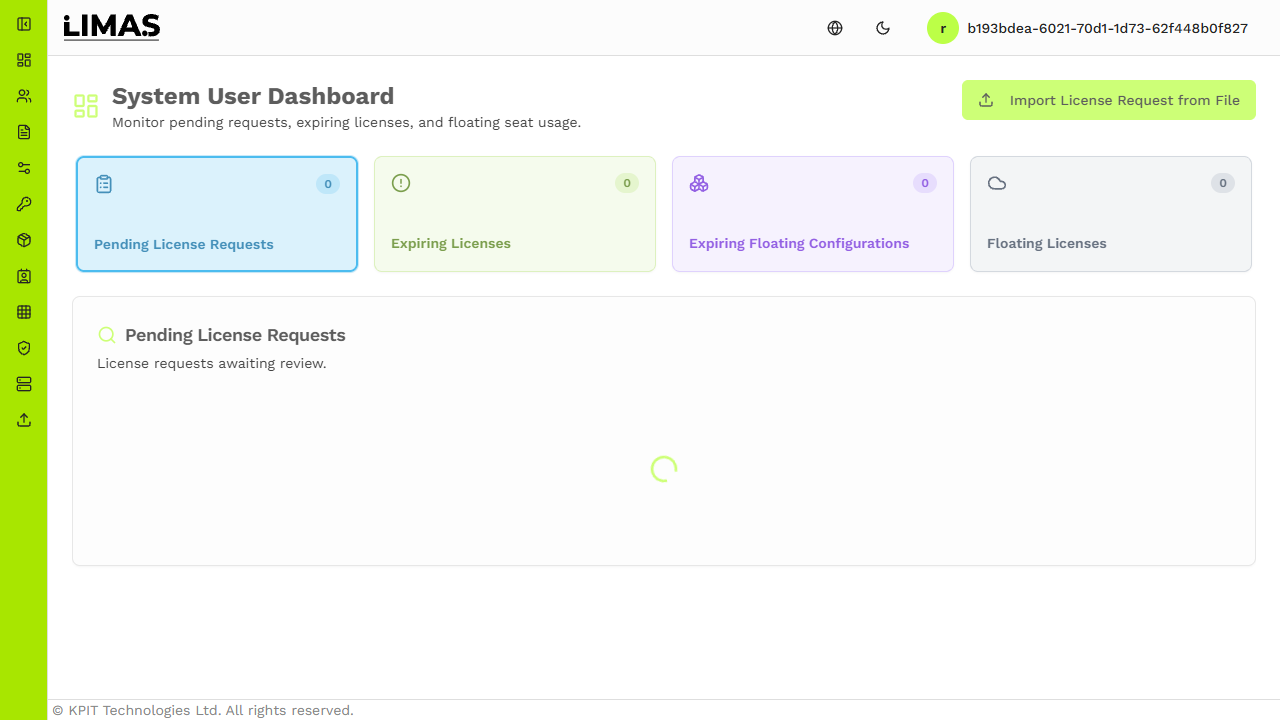 LIMAS
r
b193bdea-6021-70d1-1d73-62f448b0f827
System User Dashboard
Monitor pending requests, expiring licenses, and floating seat usage.
Import License Request from File
0
Pending License Requests
0
Expiring Licenses
0
Expiring Floating Configurations
0
Floating Licenses
Pending License Requests
License requests awaiting review.
© KPIT Technologies Ltd. All rights reserved.